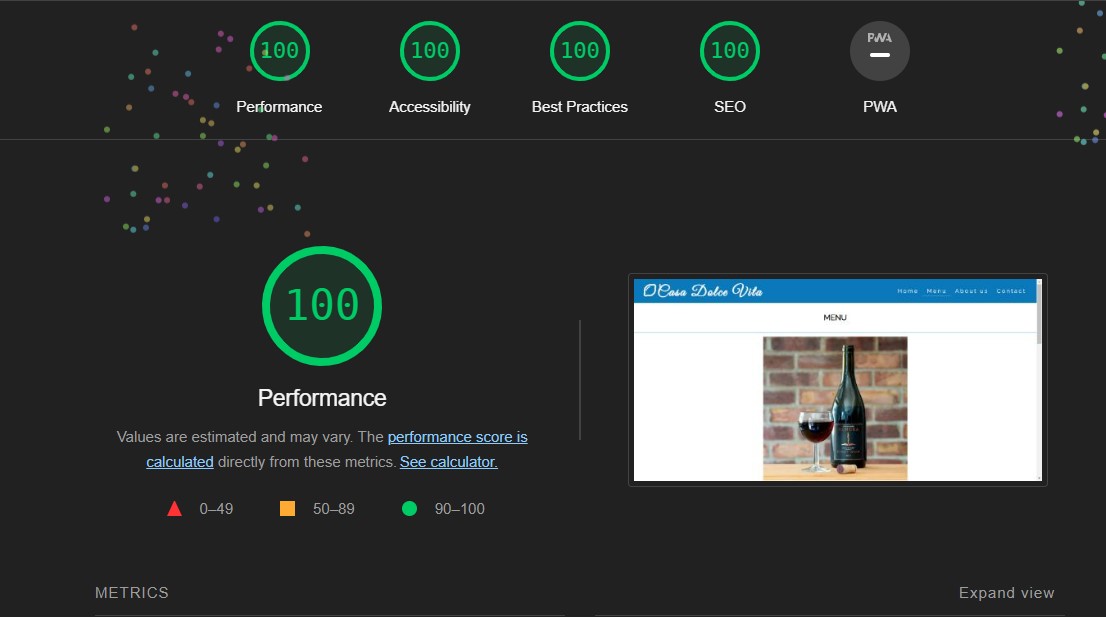 100 100 100 100 PWA
Performance Accessibility Best Practices SEO PWA
100
Performance
Values are estimated and may vary. The performance score is
calculated directly from these metrics. See calculator.
0–49 50–89 90–100
O Casa Dolce Vita Home Menu About us Contact
MENU
METRICS Expand view